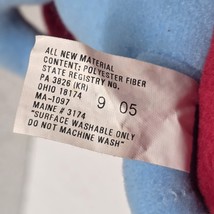 ALL NEW MATERIAL
CONTENT: POLYESTER FIBER
STATE REGISTRY NO.
PA 3826 (KR)
OHIO 18174
MA-1097
MAINE # 3174
"SURFACE WASHABLE ONLY
DO NOT MACHINE WASH"
9 05